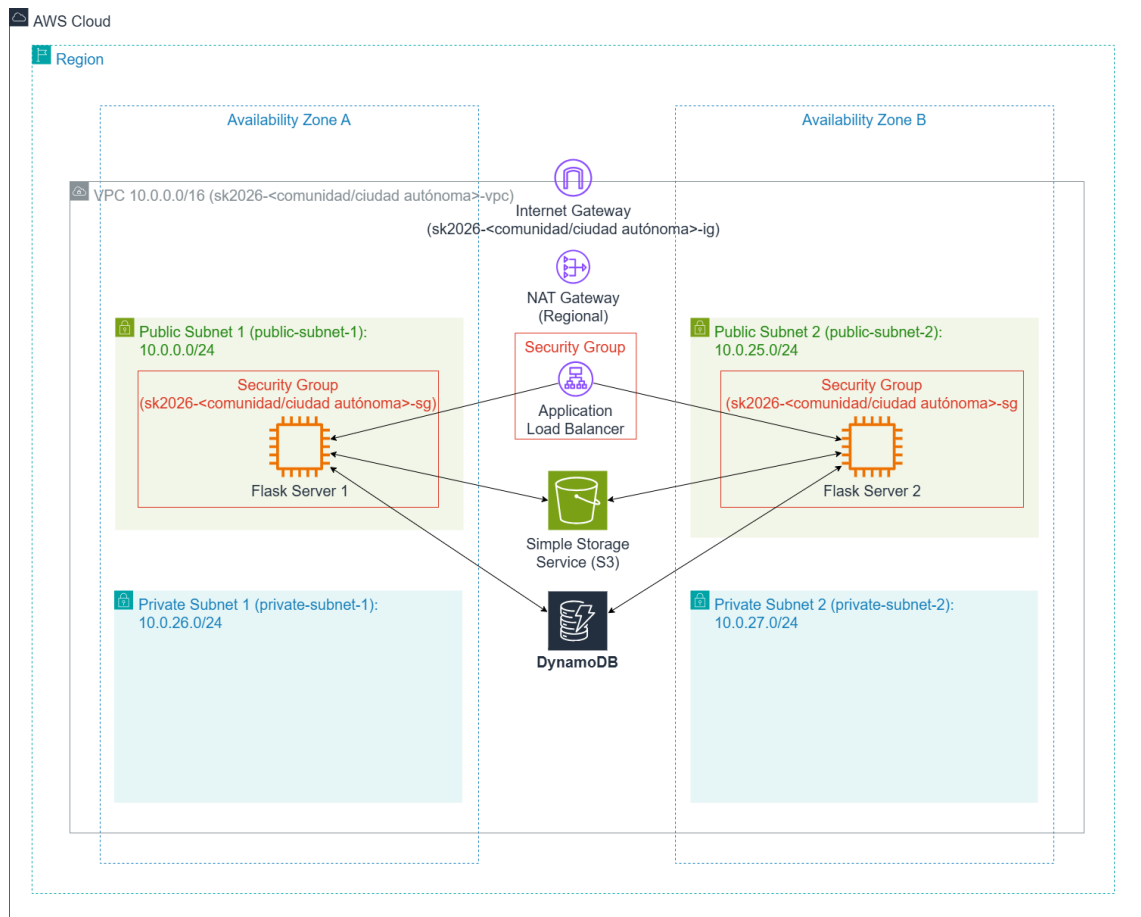 AWS Cloud
Region
Availability Zone A
Availability Zone B
VPC 10.0.0.0/16 (sk2026-<comunidad/ciudad autónoma>-vpc)
Internet Gateway
(sk2026-<comunidad/ciudad autónoma>-ig)
NAT Gateway
(Regional)
Public Subnet 1 (public-subnet-1):
10.0.0.0/24
Security Group
(sk2026-<comunidad/ciudad autónoma>-sg)
Flask Server 1
Security Group
Application
Load Balancer
Public Subnet 2 (public-subnet-2):
10.0.25.0/24
Security Group
(sk2026-<comunidad/ciudad autónoma>-sg
Flask Server 2
Simple Storage
Service (S3)
Private Subnet 1 (private-subnet-1):
10.0.26.0/24
DynamoDB
Private Subnet 2 (private-subnet-2):
10.0.27.0/24